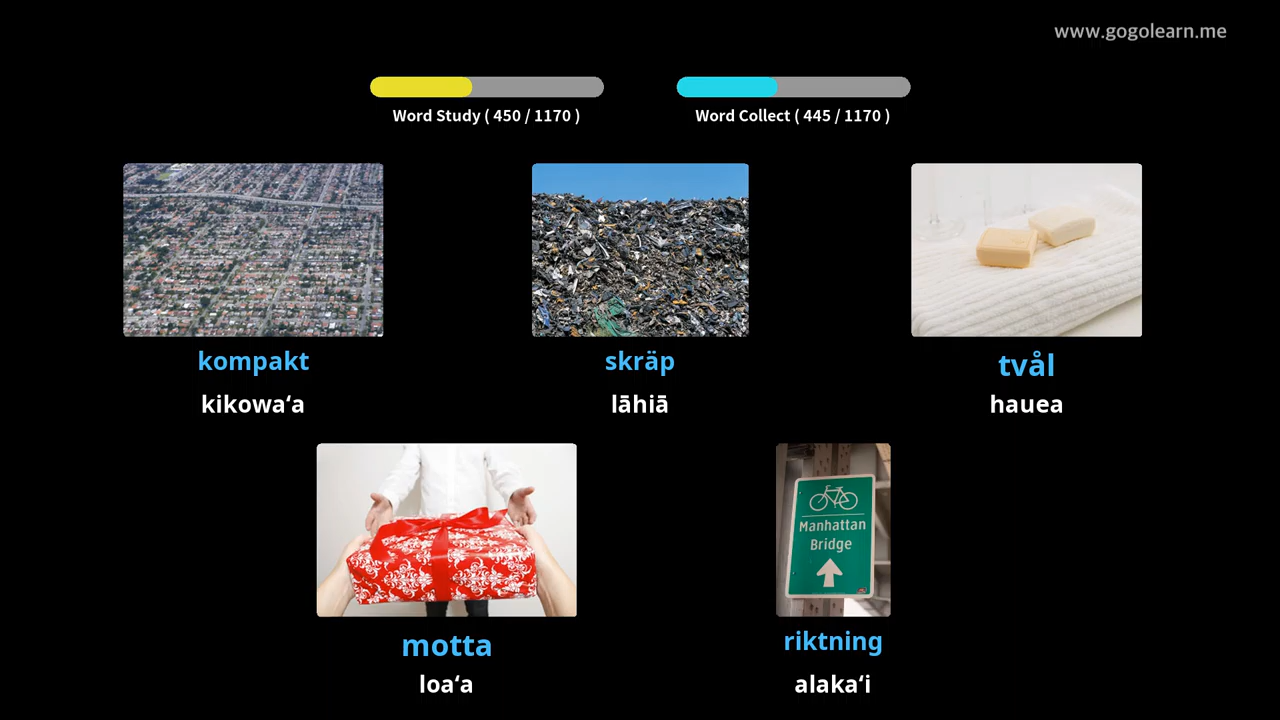 www.gogolearn.me
Word Study ( 450 / 1170 )
Word Collect ( 445 / 1170 )
kompakt
kikowaʻa
skräp
lāhiā
tvål
hauea
Manhattan
Bridge
motta
loaʻa
riktning
alakaʻi